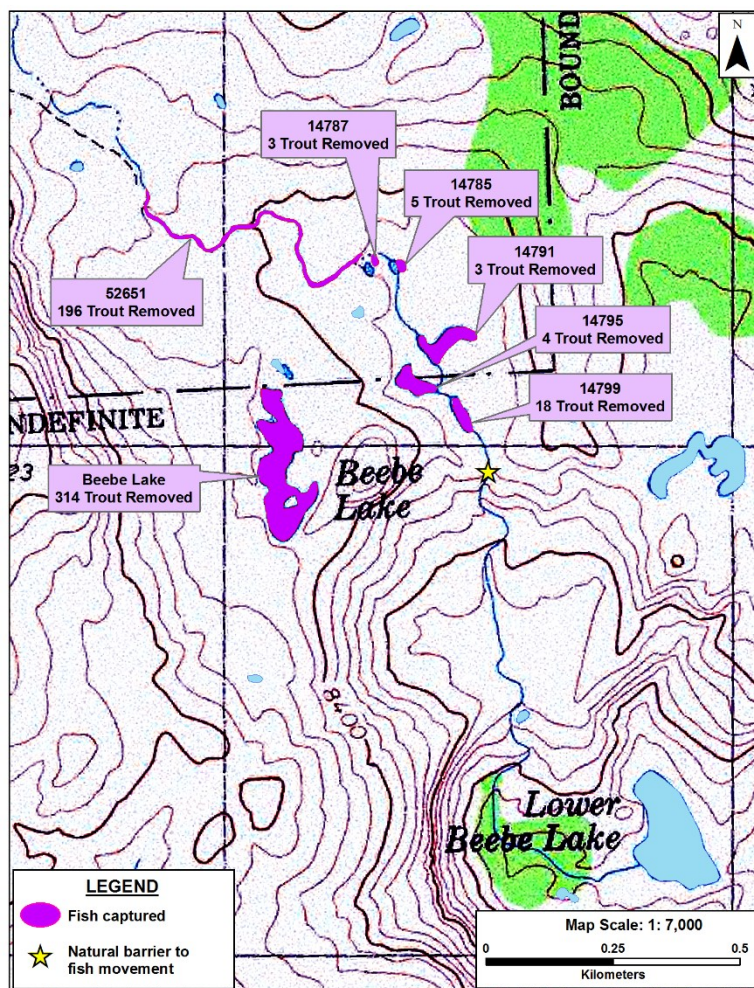 N
BOUND
14787
3 Trout Removed
14785
5 Trout Removed
14791
3 Trout Removed
52651
196 Trout Removed
14795
4 Trout Removed
14799
18 Trout Removed
NDEFINITE
23
Beebe Lake
314 Trout Removed
Beebe
Lake
8400
Lower
Beebe Lake
LEGEND
Fish captured
Natural barrier to
fish movement
Map Scale: 1: 7,000
0 0.25 0.5
Kilometers